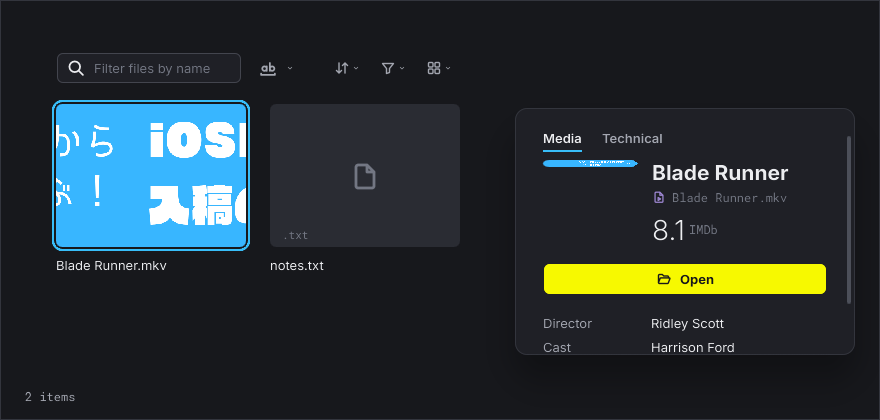 Filter files by name
ab
から
！
iOS
入稿
.txt
Blade Runner.mkv
notes.txt
Media
Technical
Blade Runner
Blade Runner.mkv
8.1 IMDb
Open
Director
Ridley Scott
Cast
Harrison Ford
2 items